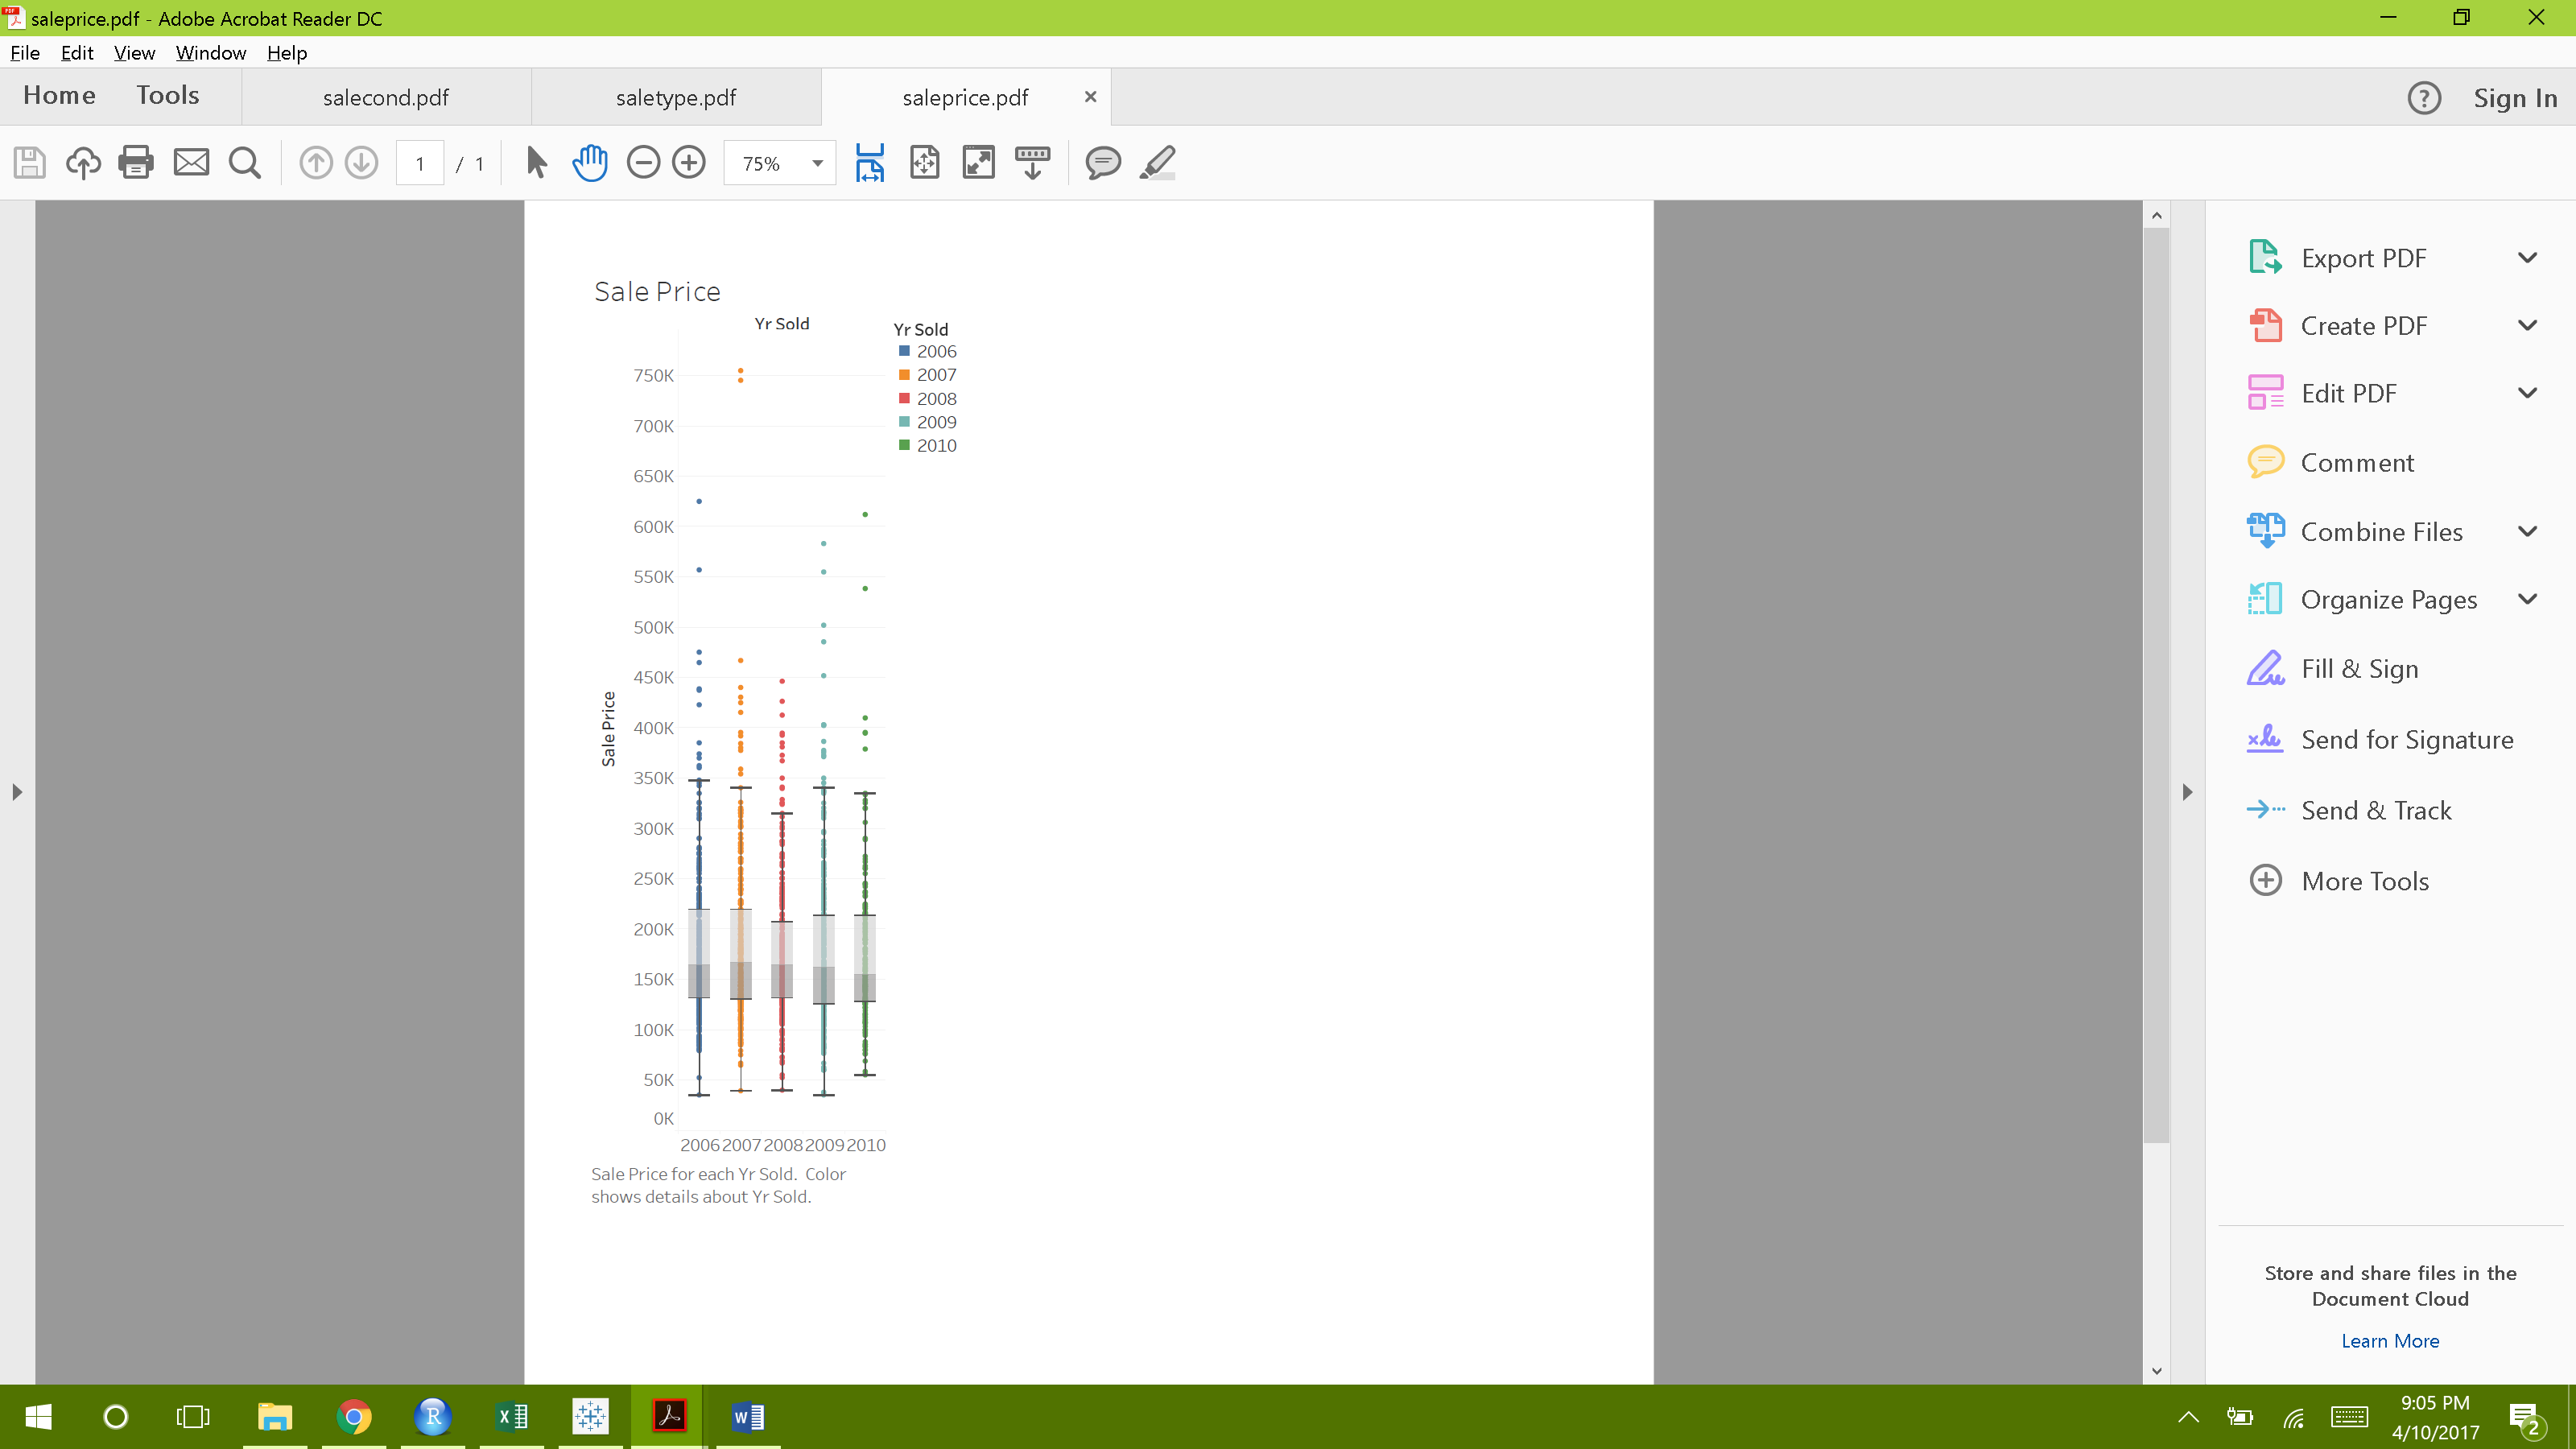 saleprice.pdf - Adobe Acrobat Reader DC
File Edit View Window Help
Home Tools salecond.pdf saletype.pdf saleprice.pdf Sign In
1 / 1 75%
Sale Price
Yr Sold
Yr Sold
2006
2007
2008
2009
2010
750K
700K
650K
600K
550K
500K
450K
400K
350K
300K
250K
200K
150K
100K
50K
0K
Sale Price
2006 2007 2008 2009 2010
Sale Price for each Yr Sold. Color
shows details about Yr Sold.
Export PDF
Create PDF
Edit PDF
Comment
Combine Files
Organize Pages
Fill & Sign
Send for Signature
Send & Track
More Tools
Store and share files in the
Document Cloud
Learn More
9:05 PM
4/10/2017
2